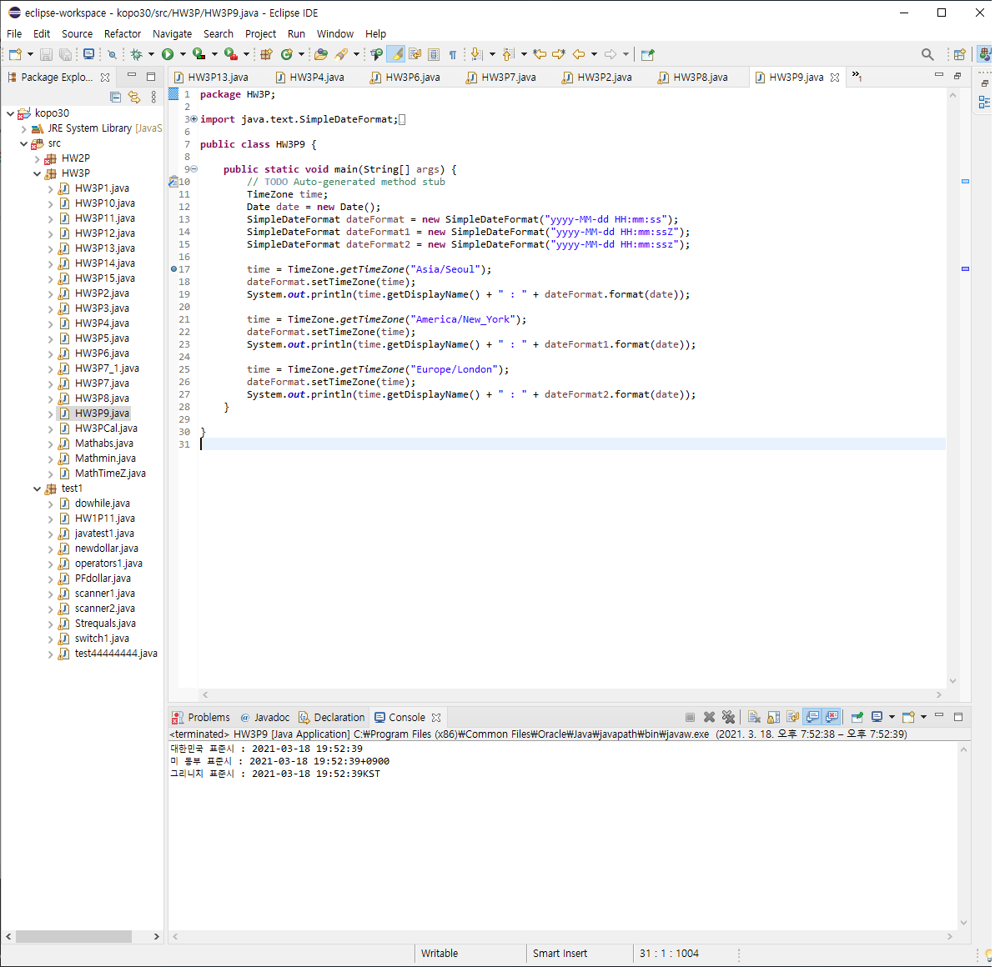 eclipse-workspace - kopo30/src/HW3P/HW3P9.java - Eclipse IDE
File Edit Source Refactor Navigate Search Project Run Window Help
Package Explo...
kopo30
JRE System Library [JavaS
src
HW2P
HW3P
HW3P1.java
HW3P10.java
HW3P11.java
HW3P12.java
HW3P13.java
HW3P14.java
HW3P15.java
HW3P2.java
HW3P3.java
HW3P4.java
HW3P5.java
HW3P6.java
HW3P7_1.java
HW3P7.java
HW3P8.java
HW3P9.java
HW3PCal.java
Mathabs.java
Mathmin.java
MathTimeZ.java
test1
dowhile.java
HW1P11.java
javatest1.java
newdollar.java
operators1.java
PFdollar.java
scanner1.java
scanner2.java
Strequals.java
switch1.java
test44444444.java
HW3P13.java HW3P4.java HW3P6.java HW3P7.java HW3P2.java HW3P8.java HW3P9.java »1
1 package HW3P;
2
3 import java.text.SimpleDateFormat;
6
7 public class HW3P9 {
8
9 public static void main(String[] args) {
10 // TODO Auto-generated method stub
11 TimeZone time;
12 Date date = new Date();
13 SimpleDateFormat dateFormat = new SimpleDateFormat("yyyy-MM-dd HH:mm:ss");
14 SimpleDateFormat dateFormat1 = new SimpleDateFormat("yyyy-MM-dd HH:mm:ssZ");
15 SimpleDateFormat dateFormat2 = new SimpleDateFormat("yyyy-MM-dd HH:mm:ssz");
16
17 time = TimeZone.getTimeZone("Asia/Seoul");
18 dateFormat.setTimeZone(time);
19 System.out.println(time.getDisplayName() + " : " + dateFormat.format(date));
20
21 time = TimeZone.getTimeZone("America/New_York");
22 dateFormat.setTimeZone(time);
23 System.out.println(time.getDisplayName() + " : " + dateFormat1.format(date));
24
25 time = TimeZone.getTimeZone("Europe/London");
26 dateFormat.setTimeZone(time);
27 System.out.println(time.getDisplayName() + " : " + dateFormat2.format(date));
28 }
29
30 }
31
Problems @ Javadoc Declaration Console
<terminated> HW3P9 [Java Application] C:₩Program Files (x86)₩Common Files₩Oracle₩Java₩javapath₩bin₩javaw.exe (2021. 3. 18. 오후 7:52:38 – 오후 7:52:39)
대한민국 표준시 : 2021-03-18 19:52:39
미 동부 표준시 : 2021-03-18 19:52:39+0900
그리니치 표준시 : 2021-03-18 19:52:39KST
Writable Smart Insert 31 : 1 : 1004